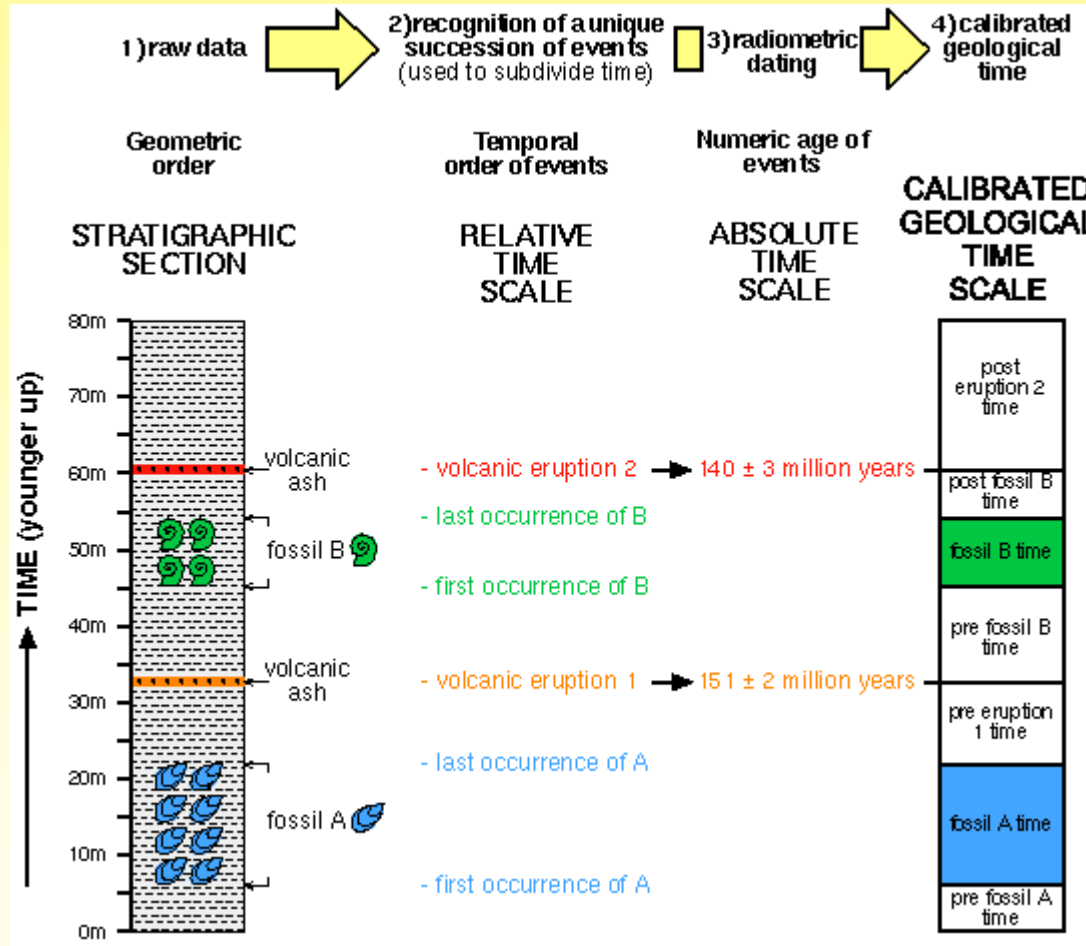 1)raw data
2)recognition of a unique
succession of events
(used to subdivide time)
3)radiometric
dating
4)calibrated
geological
time
Geometric
order
Temporal
order of events
Numeric age of
events
STRATIGRAPHIC
SECTION
RELATIVE
TIME
SCALE
ABSOLUTE
TIME
SCALE
CALIBRATED
GEOLOGICAL
TIME
SCALE
TIME (younger up)
80m
70m
60m
50m
40m
30m
20m
10m
0m
volcanic
ash
fossil B
volcanic
ash
fossil A
- volcanic eruption 2
- last occurrence of B
- first occurrence of B
- volcanic eruption 1
- last occurrence of A
- first occurrence of A
140 ± 3 million years
151 ± 2 million years
post
eruption 2
time
post fossil B
time
fossil B time
pre fossil B
time
pre eruption
1 time
fossil A time
pre fossil A
time